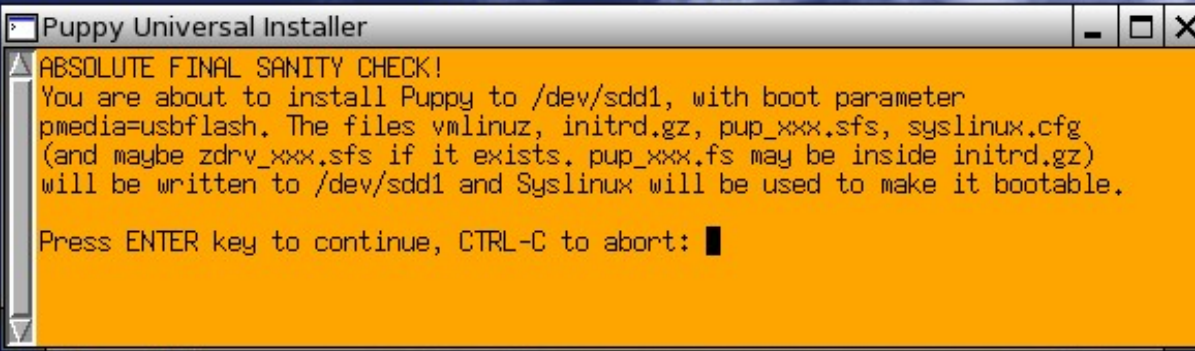 Puppy Universal Installer
ABSOLUTE FINAL SANITY CHECK!
You are about to install Puppy to /dev/sdd1, with boot parameter
pmedia=usbflash. The files vmlinuz, initrd.gz, pup_xxx.sfs, syslinux.cfg
(and maybe zdrv_xxx.sfs if it exists. pup_xxx.fs may be inside initrd.gz)
will be written to /dev/sdd1 and Syslinux will be used to make it bootable.
Press ENTER key to continue, CTRL-C to abort: